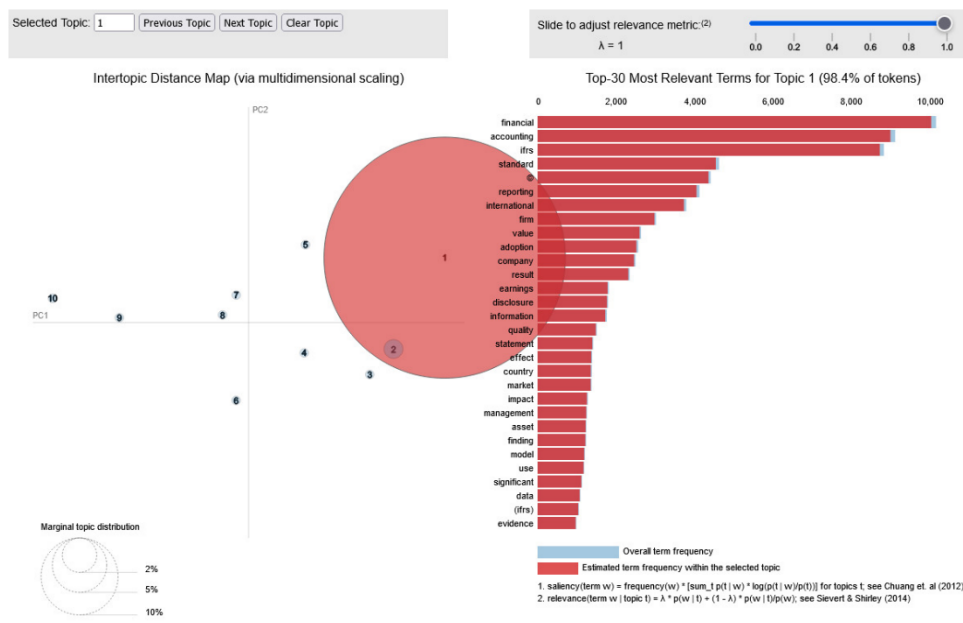 Selected Topic: 1 Previous Topic Next Topic Clear Topic
Slide to adjust relevance metric:(2)
λ = 1
0.0 0.2 0.4 0.6 0.8 1.0
Intertopic Distance Map (via multidimensional scaling)
PC2
PC1
1
2
3
4
5
6
7
8
9
10
Marginal topic distribution
2%
5%
10%
Top-30 Most Relevant Terms for Topic 1 (98.4% of tokens)
0 2,000 4,000 6,000 8,000 10,000
financial
accounting
ifrs
standard
©
reporting
international
firm
value
adoption
company
result
earnings
disclosure
information
quality
statement
effect
country
market
impact
management
asset
finding
model
use
significant
data
(ifrs)
evidence
Overall term frequency
Estimated term frequency within the selected topic
1. saliency(term w) = frequency(w) * [sum_t p(t | w) * log(p(t | w)/p(t))] for topics t; see Chuang et. al (2012)
2. relevance(term w | topic t) = λ * p(w | t) + (1 - λ) * p(w | t)/p(w); see Sievert & Shirley (2014)